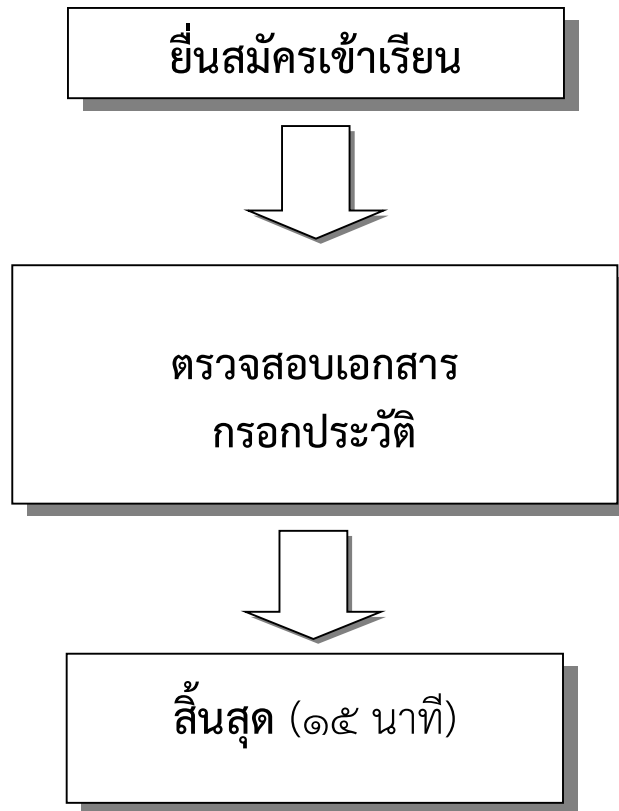 ยื่นสมัครเข้าเรียน
ตรวจสอบเอกสาร
กรอกประวัติ
สิ้นสุด (๑๕ นาที)